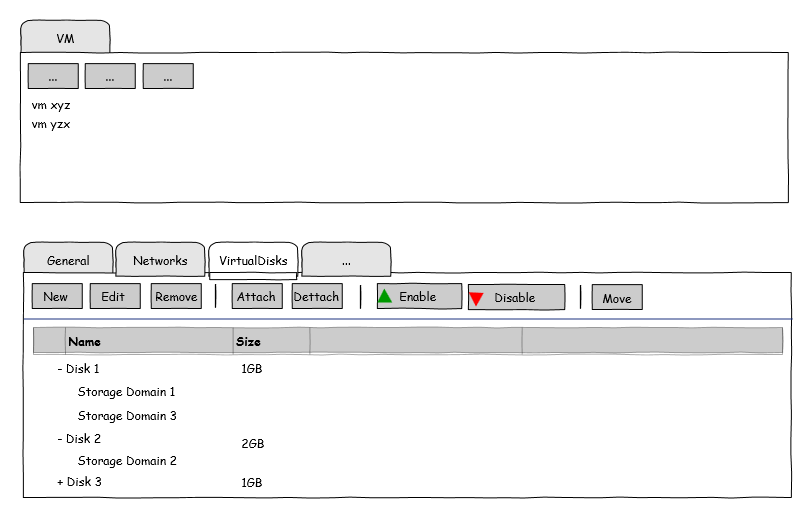 VM
... ... ...
vm xyz
vm yzx
General Networks VirtualDisks ...
New Edit Remove Attach Dettach Enable Disable Move
Name Size
- Disk 1 1GB
Storage Domain 1
Storage Domain 3
- Disk 2 2GB
Storage Domain 2
+ Disk 3 1GB